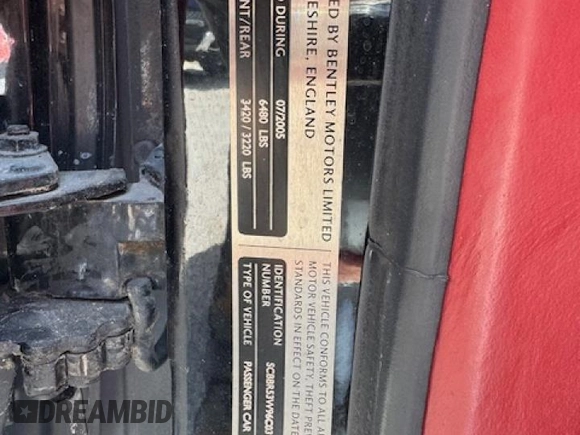 ED BY BENTLEY MOTORS LIMITED
ESHIRE, ENGLAND
DURING 07/2005
6480 LBS
NT/REAR 3420 / 3220 LBS
THIS VEHICLE CONFORMS TO ALL
MOTOR VEHICLE SAFETY, THEFT PRE
STANDARDS IN EFFECT ON THE DATE
IDENTIFICATION
NUMBER SCBBR53W96C03
TYPE OF VEHICLE PASSENGER CAR
DREAMBID